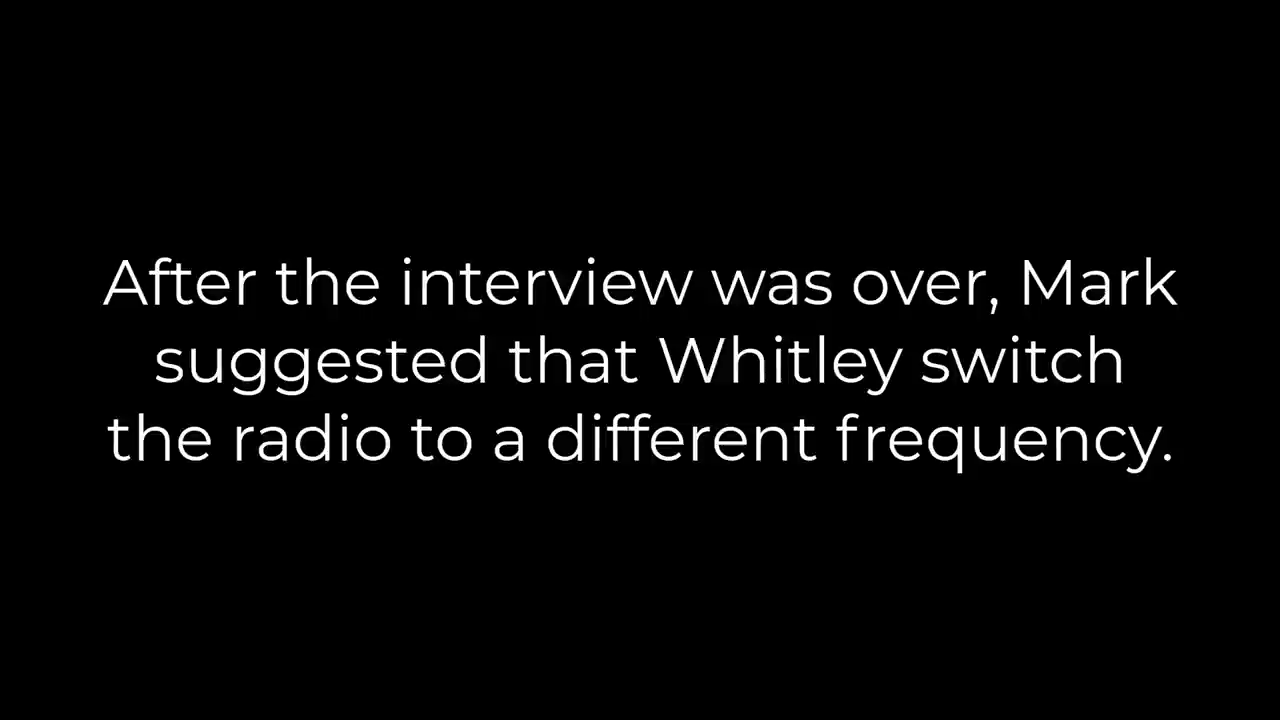 After the interview was over, Mark
suggested that Whitley switch
the radio to a different frequency.